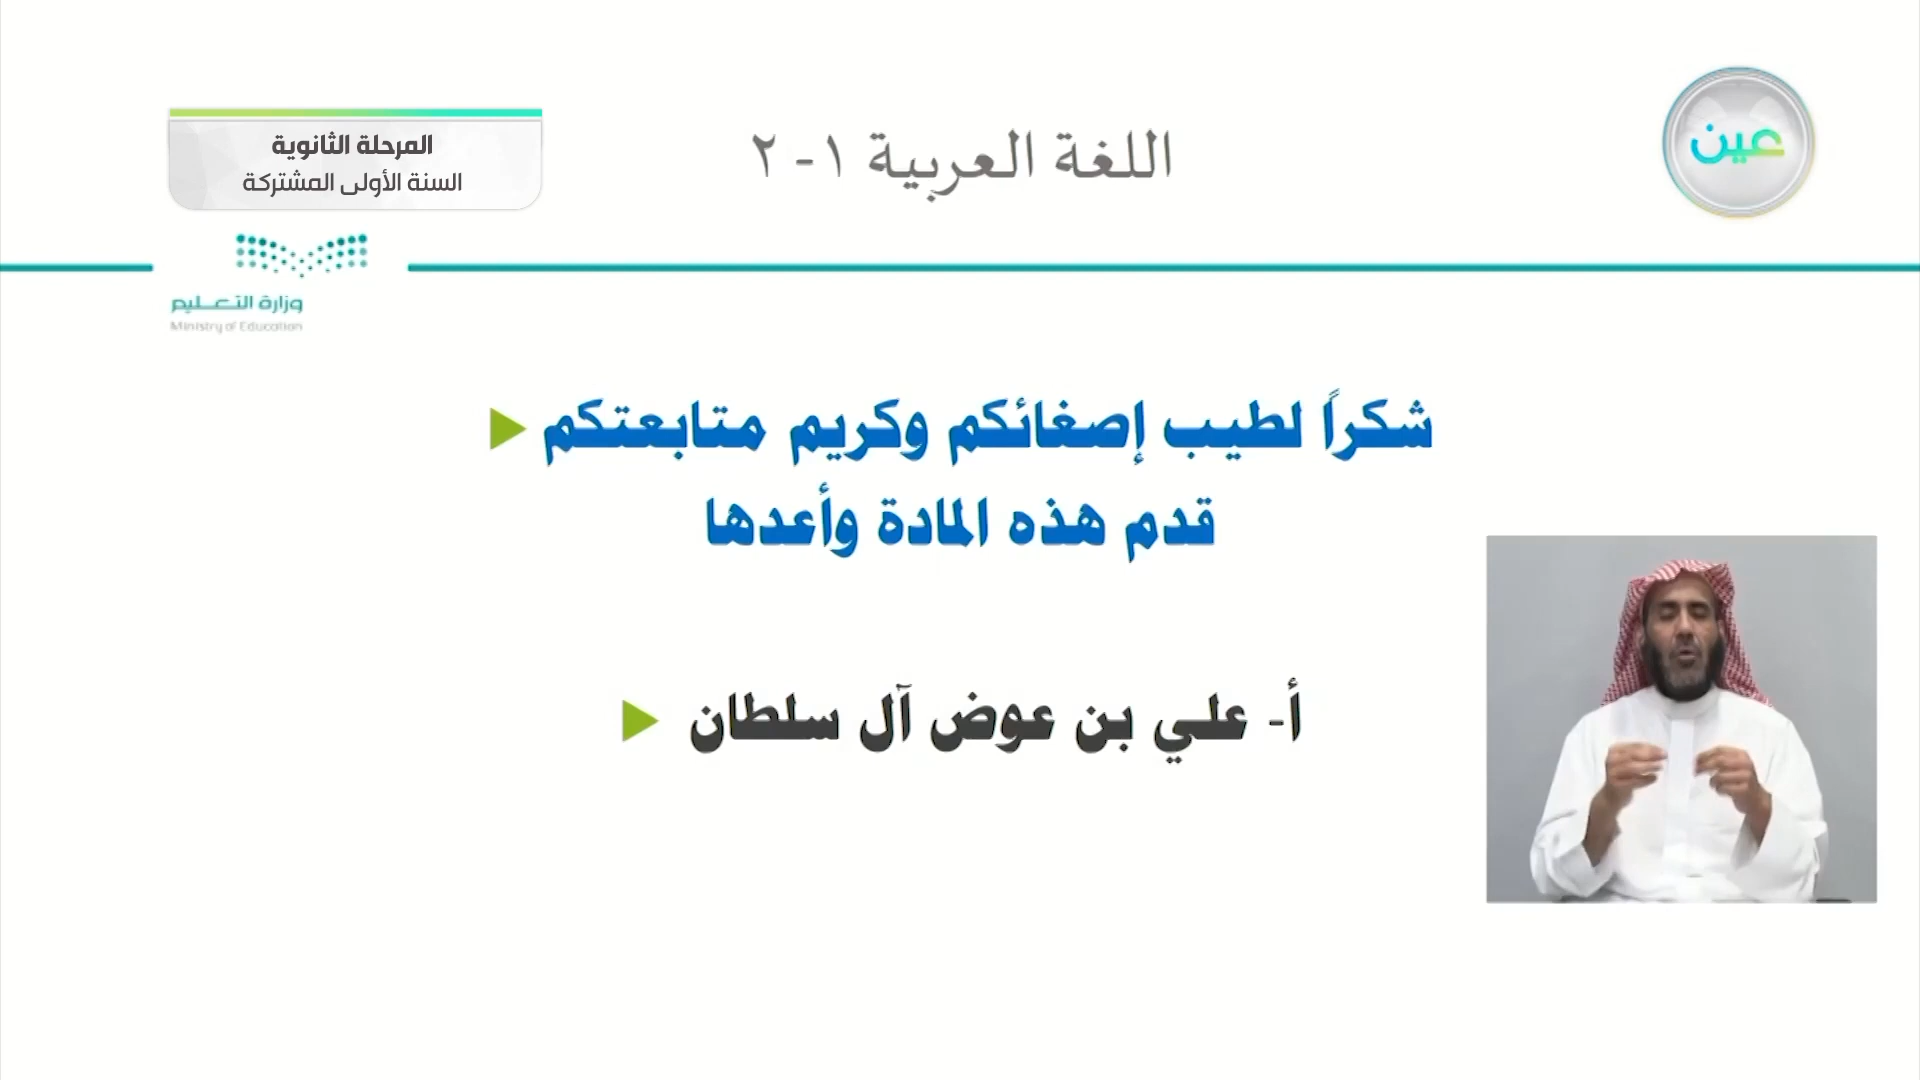 عين
اللغة العربية ١-٢
المرحلة الثانوية
السنة الأولى المشتركة
وزارة التعليم
Ministry of Education
شكراً لطيب إصغائكم وكريم متابعتكم
قدم هذه المادة وأعدها
أ- علي بن عوض آل سلطان